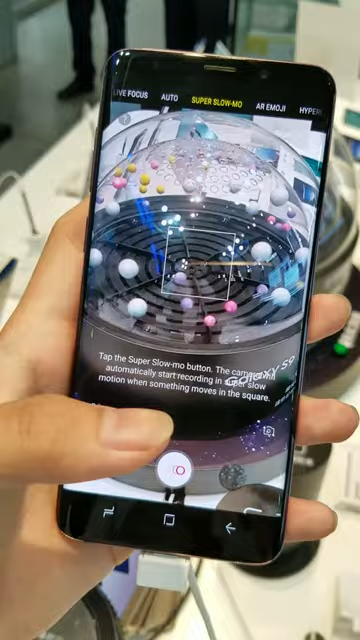 LIVE FOCUS AUTO SUPER SLOW-MO AR EMOJI HYPER
Tap the Super Slow-mo button. The camera will
automatically start recording in super slow
motion when something moves in the square.
GALAXY S9